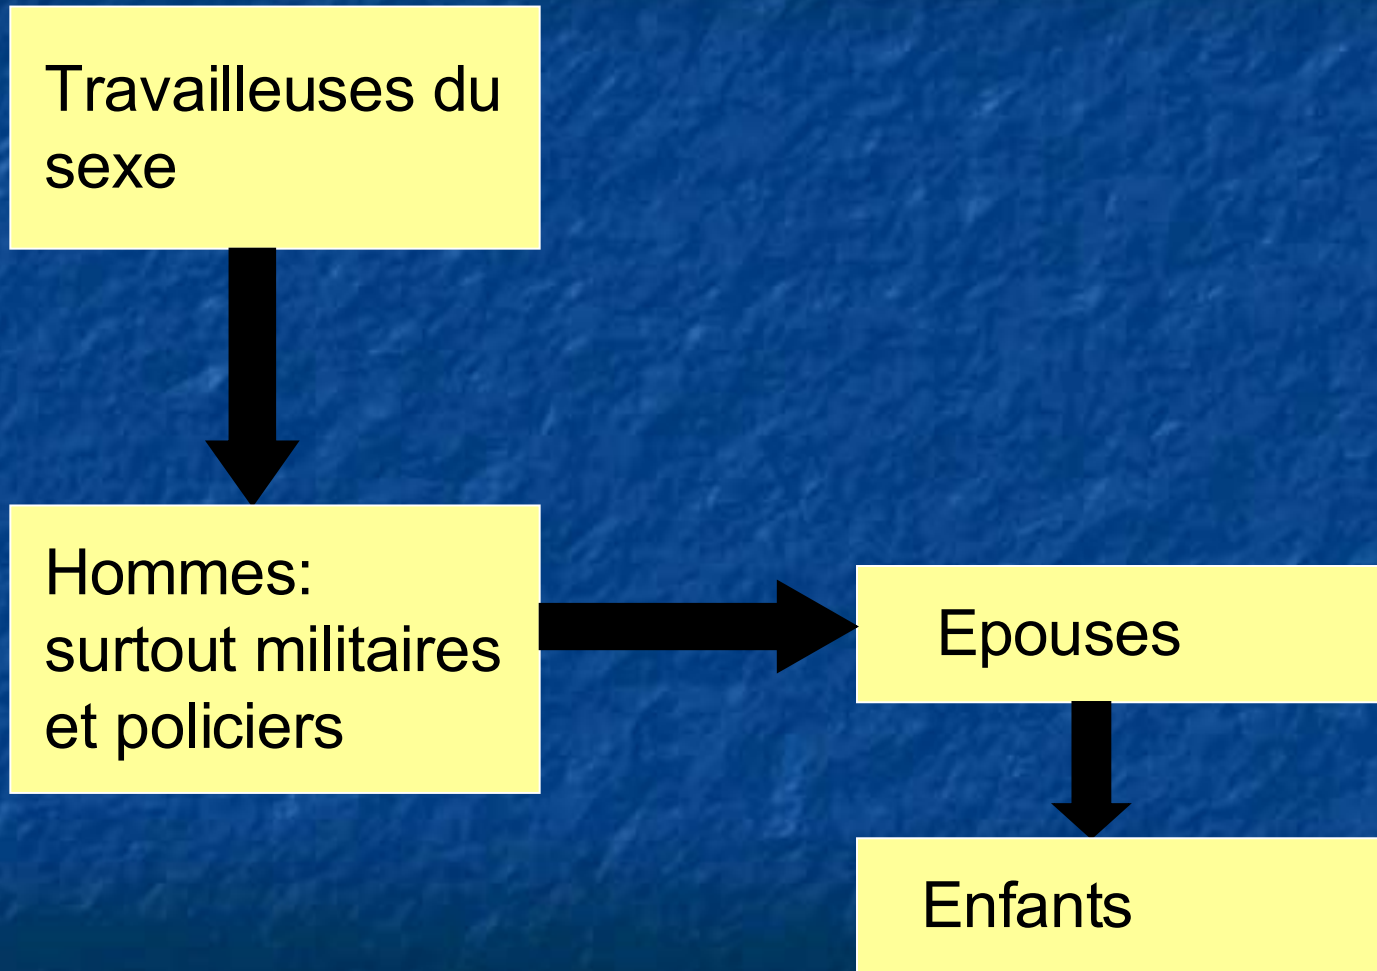 Travailleuses du
sexe
Hommes:
surtout militaires
et policiers
Epouses
Enfants